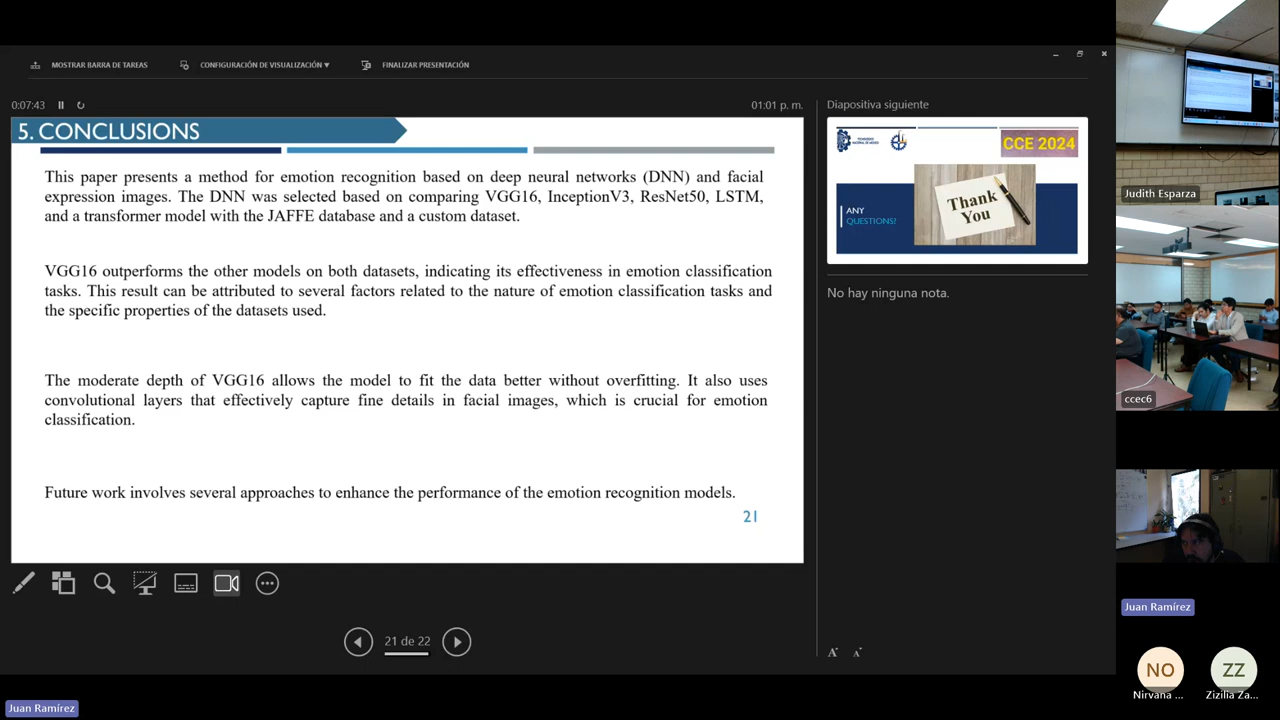 MOSTRAR BARRA DE TAREAS
CONFIGURACIÓN DE VISUALIZACIÓN ▼
FINALIZAR PRESENTACIÓN
0:07:43
01:01 p. m.
5. CONCLUSIONS
This paper presents a method for emotion recognition based on deep neural networks (DNN) and facial
expression images. The DNN was selected based on comparing VGG16, InceptionV3, ResNet50, LSTM,
and a transformer model with the JAFFE database and a custom dataset.
VGG16 outperforms the other models on both datasets, indicating its effectiveness in emotion classification
tasks. This result can be attributed to several factors related to the nature of emotion classification tasks and
the specific properties of the datasets used.
The moderate depth of VGG16 allows the model to fit the data better without overfitting. It also uses
convolutional layers that effectively capture fine details in facial images, which is crucial for emotion
classification.
Future work involves several approaches to enhance the performance of the emotion recognition models.
21
21 de 22
Diapositiva siguiente
CCE 2024
ANY
QUESTIONS?
Thank
You
No hay ninguna nota.
A A
Judith Esparza
ccec6
Juan Ramírez
NO
Nirvana ...
ZZ
Zizilia Za...
Juan Ramírez